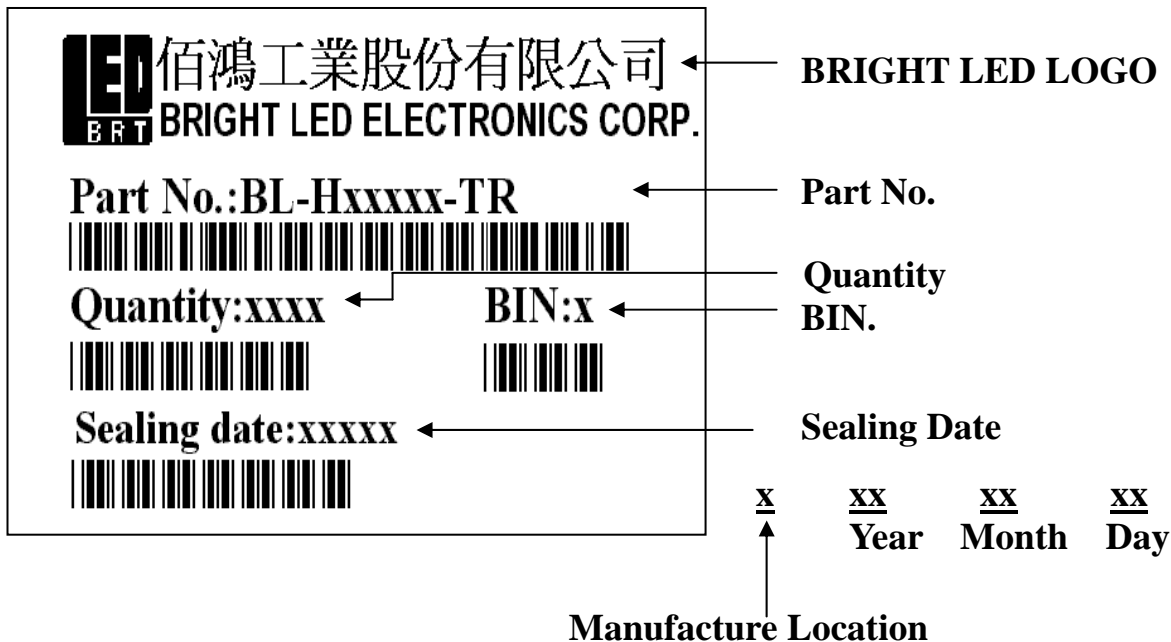 佰鴻工業股份有限公司
BRT BRIGHT LED ELECTRONICS CORP.
BRIGHT LED LOGO
Part No.:BL-Hxxxxx-TR
Part No.
Quantity:xxxx
BIN:x
Quantity
BIN.
Sealing date:xxxxx
Sealing Date
x xx xx xx
Year Month Day
Manufacture Location